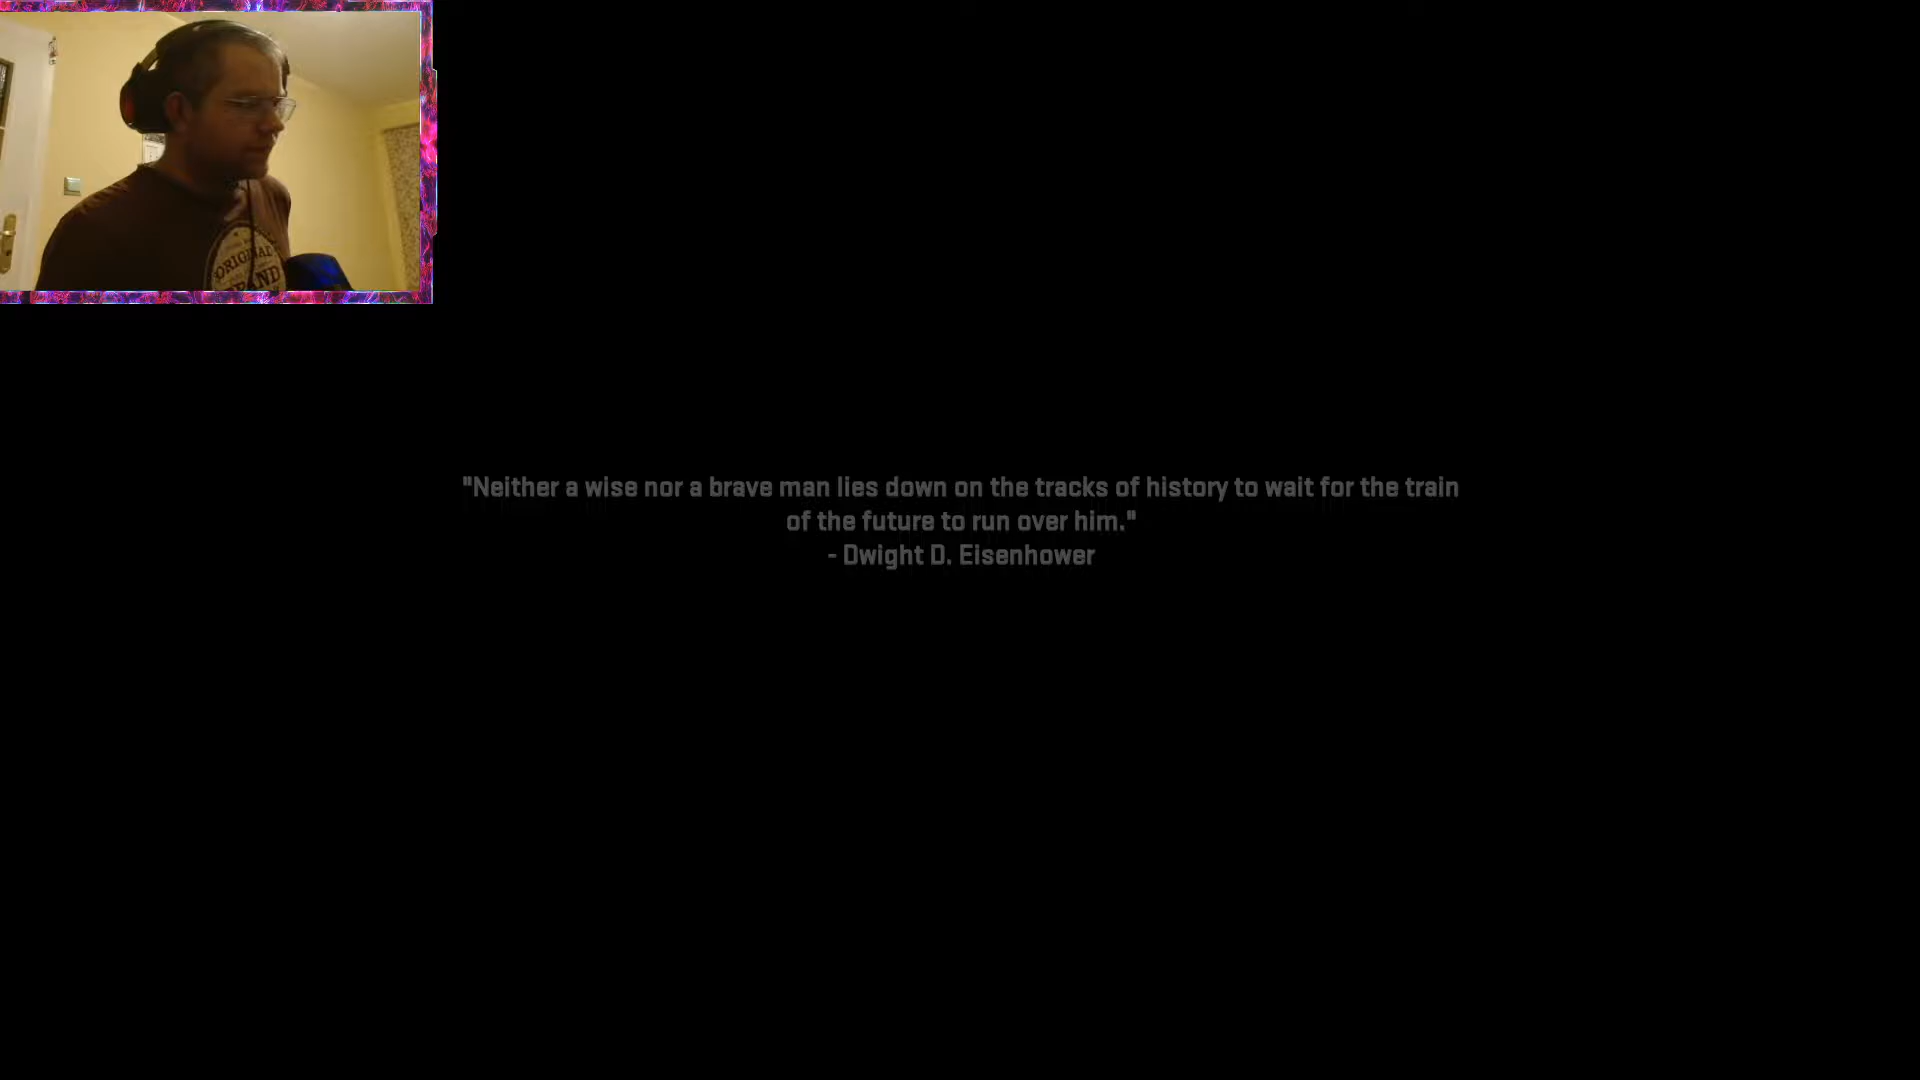 ORIGINAL
"Neither a wise nor a brave man lies down on the tracks of history to wait for the train
of the future to run over him."
- Dwight D. Eisenhower